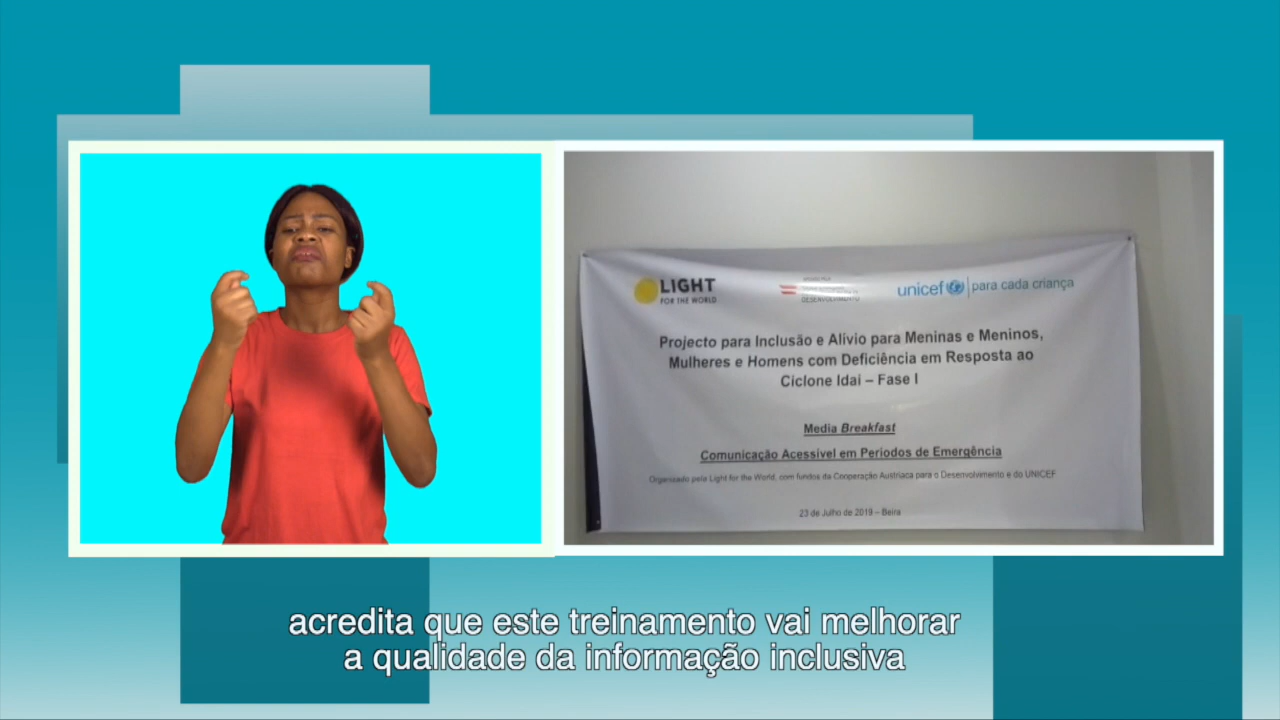 LIGHT
FOR THE WORLD
DESENVOLVIMENTO
unicef para cada criança
Projecto para Inclusão e Alívio para Meninas e Meninos,
Mulheres e Homens com Deficiência em Resposta ao
Ciclone Idai – Fase I
Media Breakfast
Comunicação Acessível em Períodos de Emergência
Organizado pela Light for the World, com fundos da Cooperação Austríaca para o Desenvolvimento e do UNICEF
23 de Julho de 2019 – Beira
acredita que este treinamento vai melhorar
a qualidade da informação inclusiva